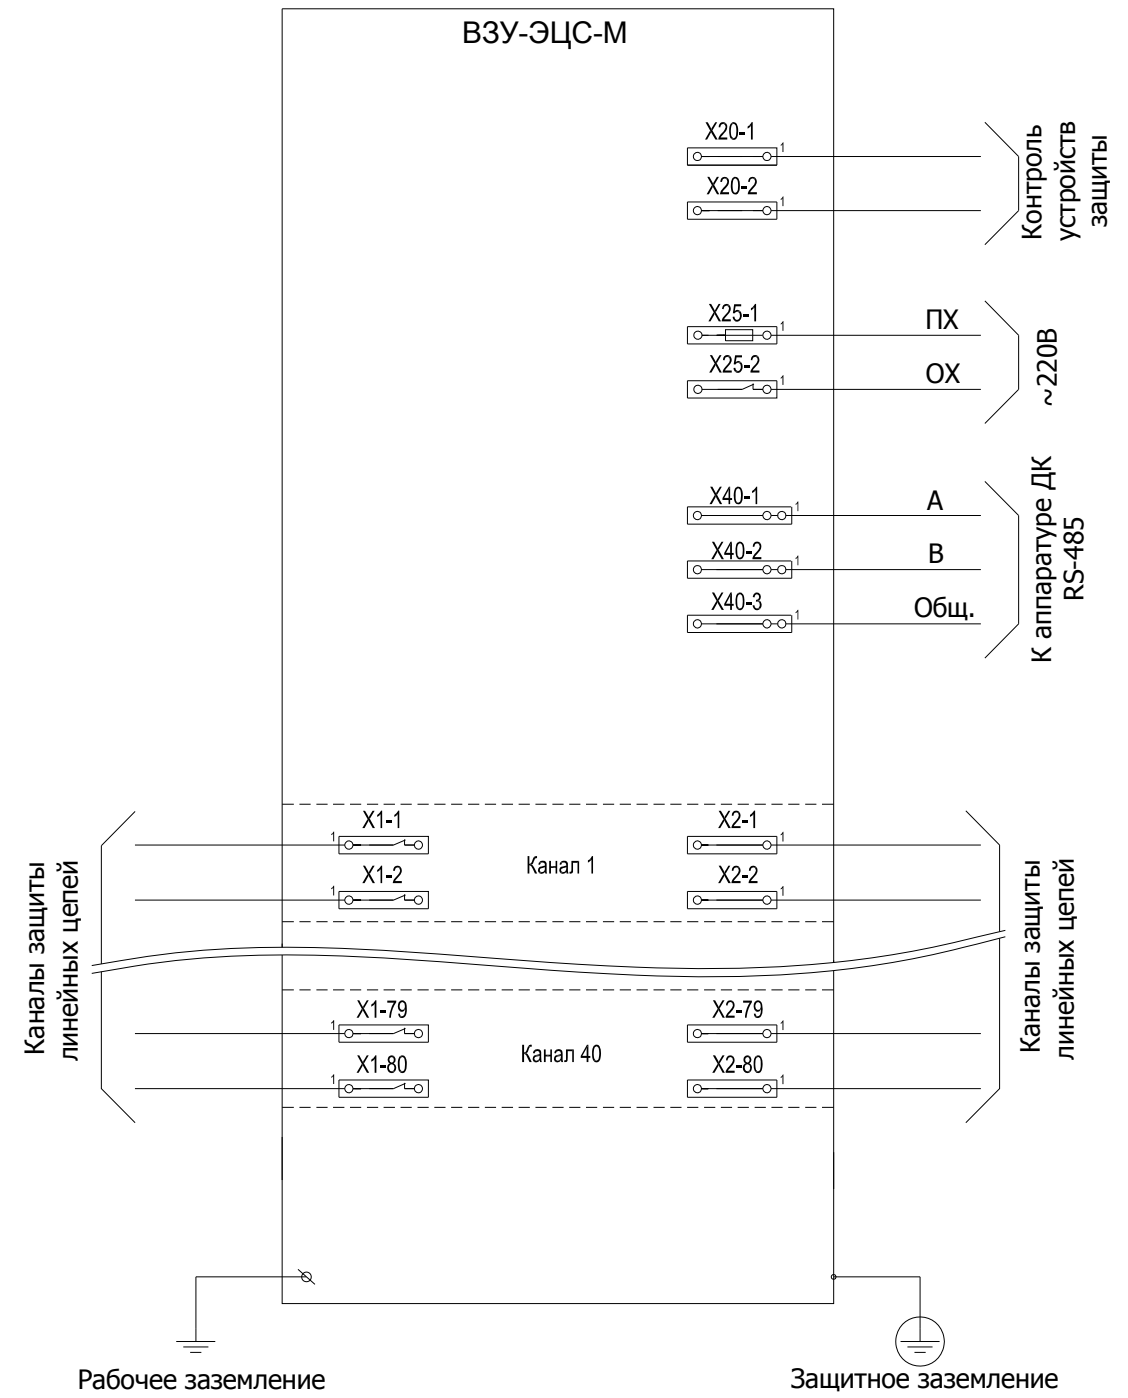 ВЗУ-ЭЦС-М
X20-1
1
X20-2
1
Контроль
устройств
защиты
X25-1
1
ПХ
X25-2
1
ОХ
~220В
X40-1
1
А
X40-2
1
В
X40-3
1
Общ.
К аппаратуре ДК
RS-485
Каналы защиты
линейных цепей
X1-1
1
X1-2
1
Канал 1
X2-1
1
X2-2
1
X1-79
1
X1-80
1
Канал 40
X2-79
1
X2-80
1
Каналы защиты
линейных цепей
Рабочее заземление
Защитное заземление